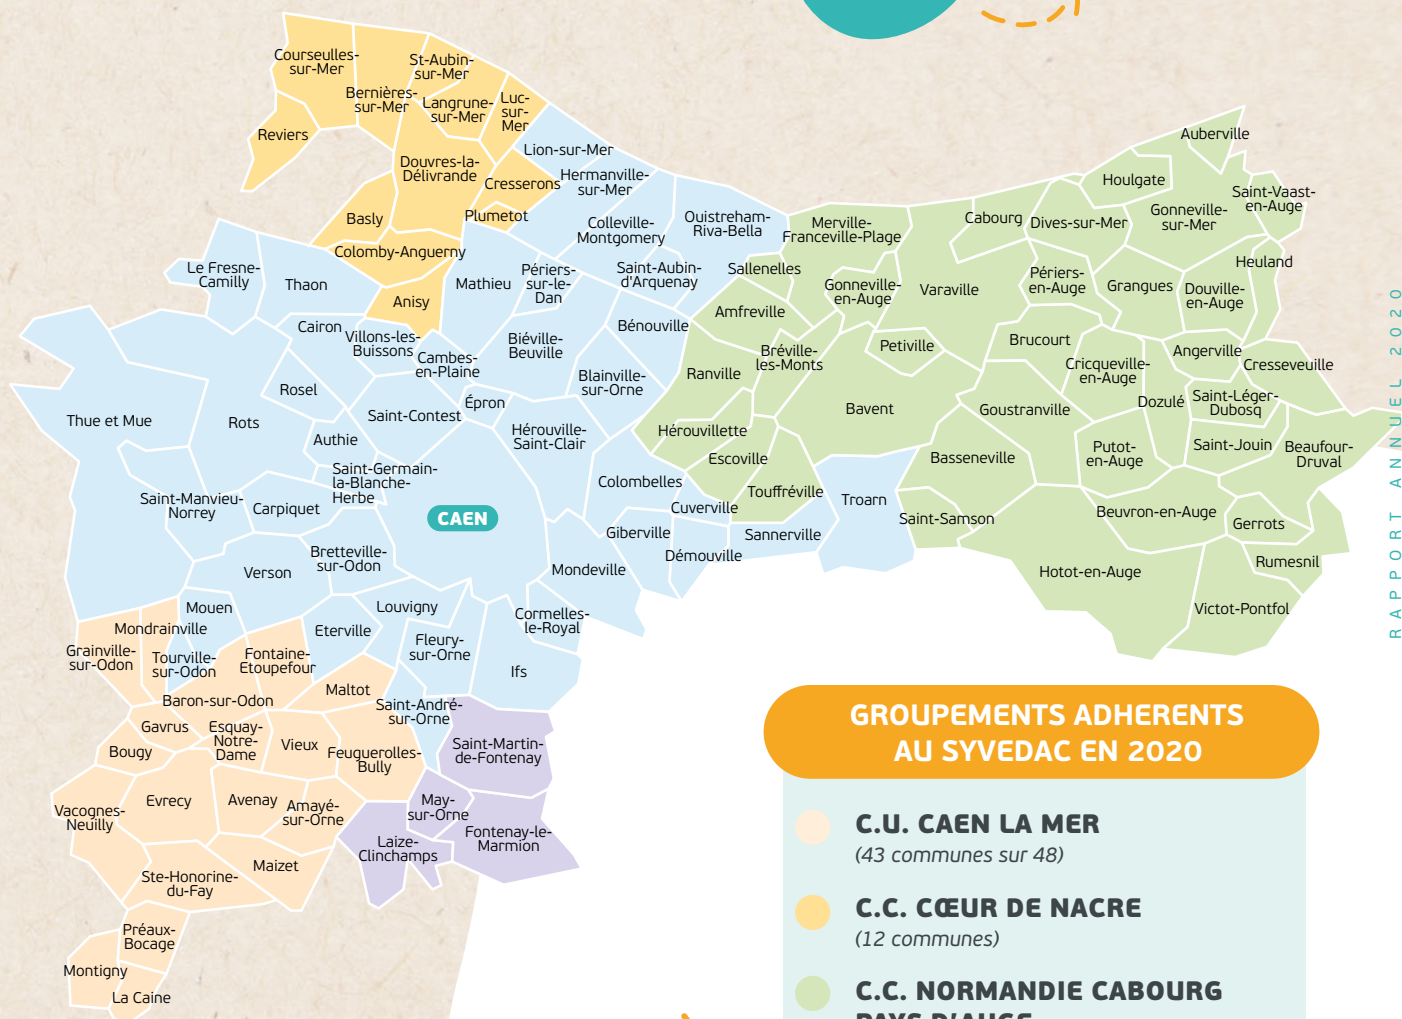 Courseulles-
sur-Mer
St-Aubin-
sur-Mer
Bernières-
sur-Mer
Langrune-
sur-Mer
Luc-
sur-
Mer
Reviers
Douvres-la-
Délivrande
Lion-sur-Mer
Cresserons
Hermanville-
sur-Mer
Basly
Plumetot
Colleville-
Montgomery
Ouistreham-
Riva-Bella
Colomby-Anguerny
Le Fresne-
Camilly
Thaon
Anisy
Mathieu
Périers-
sur-le-
Dan
Saint-Aubin-
d'Arquenay
Cairon
Villons-les-
Buissons
Cambes-
en-Plaine
Biéville-
Beuville
Bénouville
Blainville-
sur-Orne
Rosel
Épron
Thue et Mue
Rots
Saint-Contest
Authie
Hérouville-
Saint-Clair
Saint-Germain-
la-Blanche-
Herbe
Saint-Manvieu-
Norrey
Carpiquet
CAEN
Colombelles
Cuverville
Giberville
Démouville
Sannerville
Troarn
Bretteville-
sur-Odon
Verson
Mondeville
Mouen
Louvigny
Cormelles-
le-Royal
Eterville
Fleury-
sur-Orne
Ifs
Mondrainville
Grainville-
sur-Odon
Tourville-
sur-Odon
Fontaine-
Etoupefour
Baron-sur-Odon
Maltot
Saint-André-
sur-Orne
Gavrus
Esquay-
Notre-
Dame
Vieux
Feuguerolles-
Bully
Bougy
Saint-Martin-
de-Fontenay
Vacognes-
Neuilly
Evrecy
Avenay
Amayé-
sur-Orne
May-
sur-Orne
Laize-
Clinchamps
Fontenay-le-
Marmion
Maizet
Ste-Honorine-
du-Fay
Préaux-
Bocage
Montigny
La Caine
Auberville
Houlgate
Saint-Vaast-
en-Auge
Gonneville-
sur-Mer
Cabourg
Dives-sur-Mer
Merville-
Franceville-Plage
Heuland
Sallenelles
Gonneville-
en-Auge
Varaville
Périers-
en-Auge
Grangues
Douville-
en-Auge
Amfreville
Bréville-
les-Monts
Petiville
Brucourt
Cricqueville-
en-Auge
Angerville
Cresseveuille
Ranville
Bavent
Goustranville
Dozulé
Saint-Léger-
Dubosq
Hérouvillette
Escoville
Touffréville
Basseneville
Putot-
en-Auge
Saint-Jouin
Beaufour-
Druval
Saint-Samson
Beuvron-en-Auge
Gerrots
Hotot-en-Auge
Rumesnil
Victot-Pontfol
RAPPORT ANNUEL 2020
GROUPEMENTS ADHERENTS
AU SYVEDAC EN 2020
C.U. CAEN LA MER
(43 communes sur 48)
C.C. CŒUR DE NACRE
(12 communes)
C.C. NORMANDIE CABOURG
PAYS D'AUGE